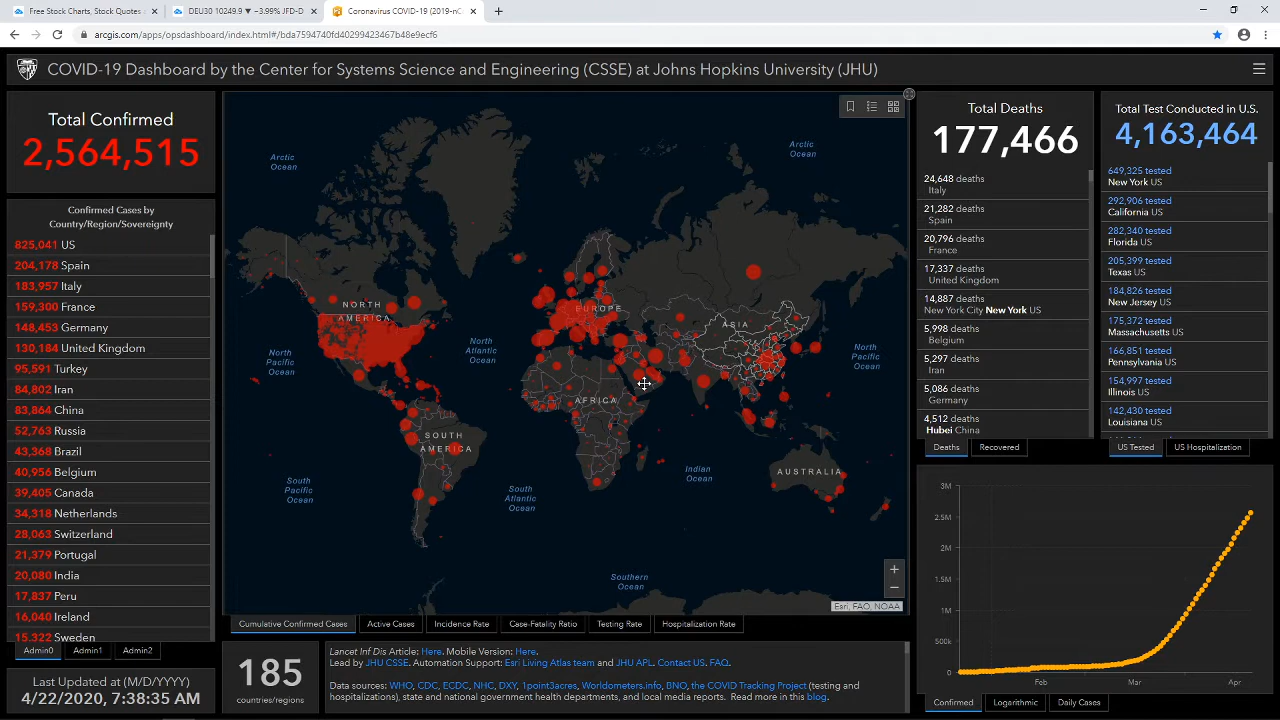 Free Stock Charts, Stock Quotes
DEU30 10249.9 ▼ −3.99% JFD-D
Coronavirus COVID-19 (2019-nC
arcgis.com/apps/opsdashboard/index.html#/bda7594740fd40299423467b48e9ecf6
COVID-19 Dashboard by the Center for Systems Science and Engineering (CSSE) at Johns Hopkins University (JHU)
Total Confirmed
2,564,515
Confirmed Cases by
Country/Region/Sovereignty
825,041 US
204,178 Spain
183,957 Italy
159,300 France
148,453 Germany
130,184 United Kingdom
95,591 Turkey
84,802 Iran
83,864 China
52,763 Russia
43,368 Brazil
40,956 Belgium
39,405 Canada
34,318 Netherlands
28,063 Switzerland
21,379 Portugal
20,080 India
17,837 Peru
16,040 Ireland
15,322 Sweden
Admin0
Admin1
Admin2
Last Updated at (M/D/YYYY)
4/22/2020, 7:38:35 AM
Arctic
Ocean
Arctic
Ocean
NORTH
AMERICA
EUROPE
ASIA
North
Pacific
Ocean
North
Atlantic
Ocean
North
Pacific
Ocean
AFRICA
SOUTH
AMERICA
AUSTRALIA
Indian
Ocean
South
Pacific
Ocean
South
Atlantic
Ocean
Southern
Ocean
Esri, FAO, NOAA
Cumulative Confirmed Cases
Active Cases
Incidence Rate
Case-Fatality Ratio
Testing Rate
Hospitalization Rate
185
countries/regions
Lancet Inf Dis Article: Here. Mobile Version: Here.
Lead by JHU CSSE. Automation Support: Esri Living Atlas team and JHU APL. Contact US. FAQ.
Data sources: WHO, CDC, ECDC, NHC, DXY, 1point3acres, Worldometers.info, BNO, the COVID Tracking Project (testing and
hospitalizations), state and national government health departments, and local media reports. Read more in this blog.
Total Deaths
177,466
24,648 deaths
Italy
21,282 deaths
Spain
20,796 deaths
France
17,337 deaths
United Kingdom
14,887 deaths
New York City New York US
5,998 deaths
Belgium
5,297 deaths
Iran
5,086 deaths
Germany
4,512 deaths
Hubei China
Deaths
Recovered
Total Test Conducted in U.S.
4,163,464
649,325 tested
New York US
292,906 tested
California US
282,340 tested
Florida US
205,399 tested
Texas US
184,826 tested
New Jersey US
175,372 tested
Massachusetts US
166,851 tested
Pennsylvania US
154,997 tested
Illinois US
142,430 tested
Louisiana US
US Tested
US Hospitalization
3M
2.5M
2M
1.5M
1M
500k
0
Feb
Mar
Apr
Confirmed
Logarithmic
Daily Cases